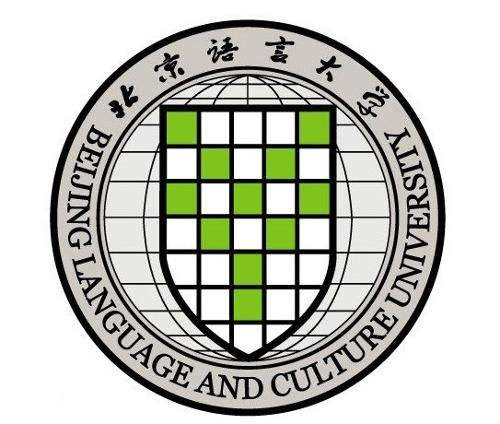 北京语言大学
BEIJING LANGUAGE AND CULTURE UNIVERSITY